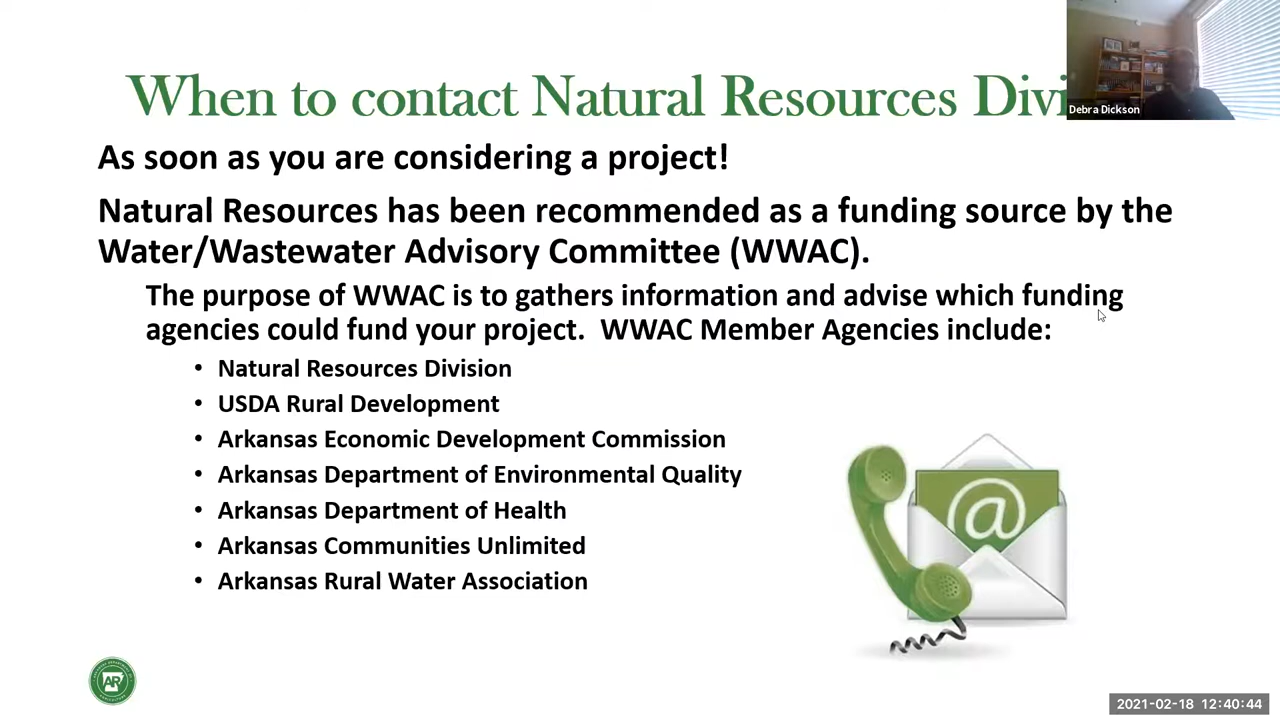 When to contact Natural Resources Divi
Debra Dickson
As soon as you are considering a project!
Natural Resources has been recommended as a funding source by the
Water/Wastewater Advisory Committee (WWAC).
The purpose of WWAC is to gathers information and advise which funding
agencies could fund your project. WWAC Member Agencies include:
• Natural Resources Division
• USDA Rural Development
• Arkansas Economic Development Commission
• Arkansas Department of Environmental Quality
• Arkansas Department of Health
• Arkansas Communities Unlimited
• Arkansas Rural Water Association
@
AR
2021-02-18 12:40:44